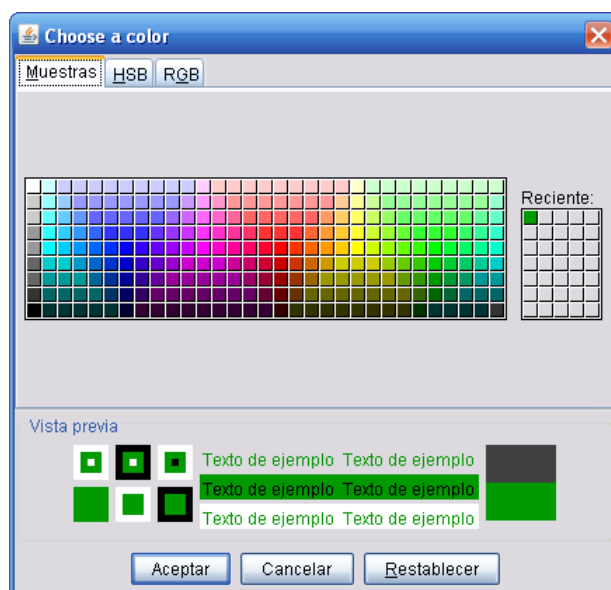 Choose a color
Muestras HSB RGB
Reciente:
Vista previa
Texto de ejemplo Texto de ejemplo
Texto de ejemplo Texto de ejemplo
Texto de ejemplo Texto de ejemplo
Aceptar Cancelar Restablecer